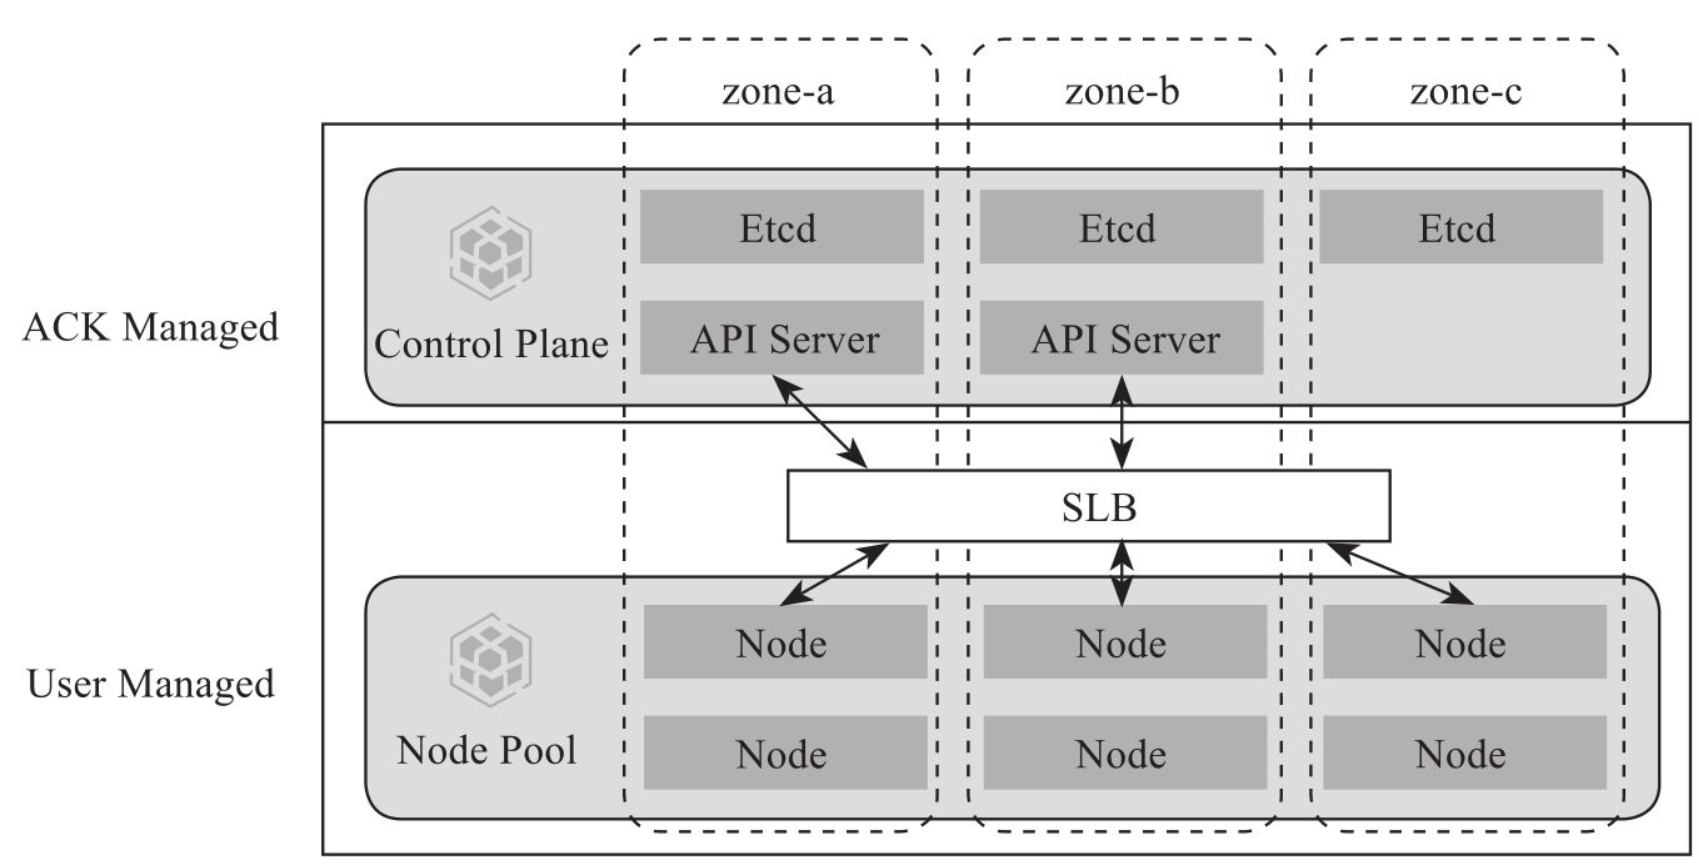 zone-a zone-b zone-c
Etcd Etcd Etcd
ACK Managed
Control Plane API Server API Server
SLB
User Managed
Node Node Node
Node Pool Node Node Node